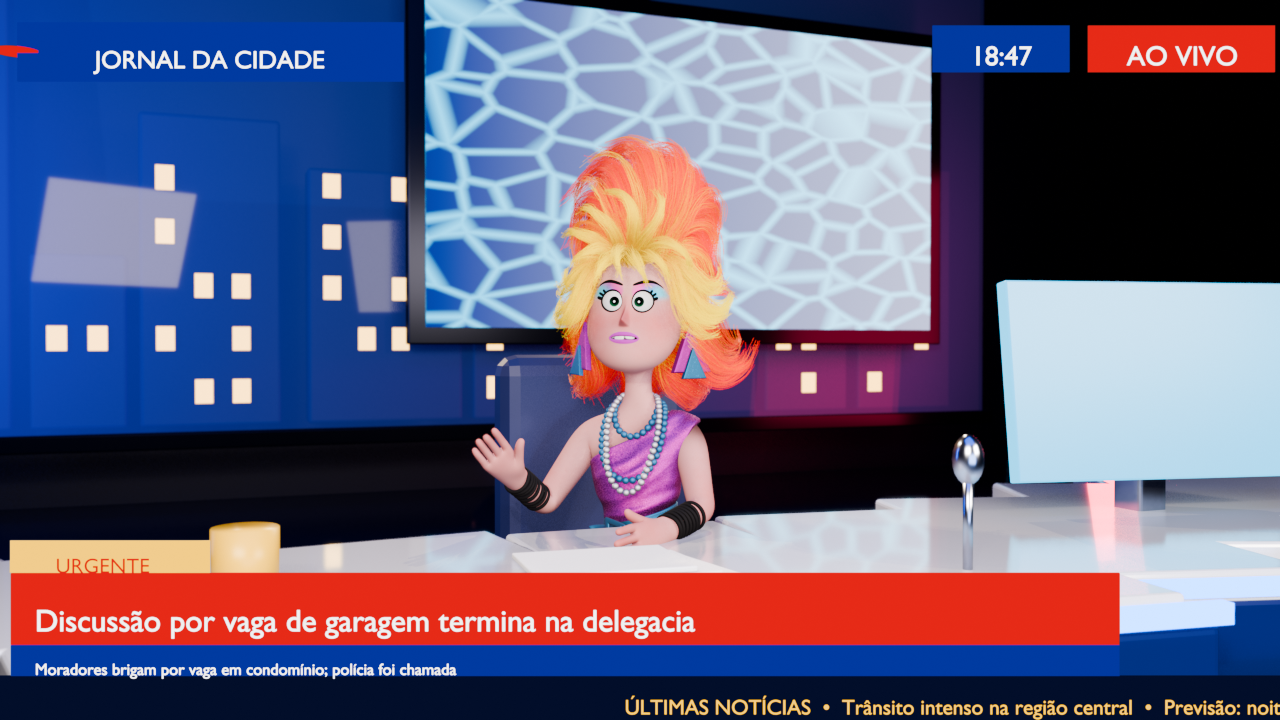 JORNAL DA CIDADE
18:47
AO VIVO
URGENTE
Discussão por vaga de garagem termina na delegacia
Moradores brigam por vaga em condomínio; polícia foi chamada
ÚLTIMAS NOTÍCIAS • Trânsito intenso na região central • Previsão: